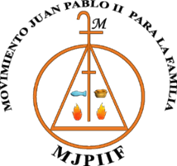 MOVIMIENTO JUAN PABLO II PARA LA FAMILIA
M
MJPIIF